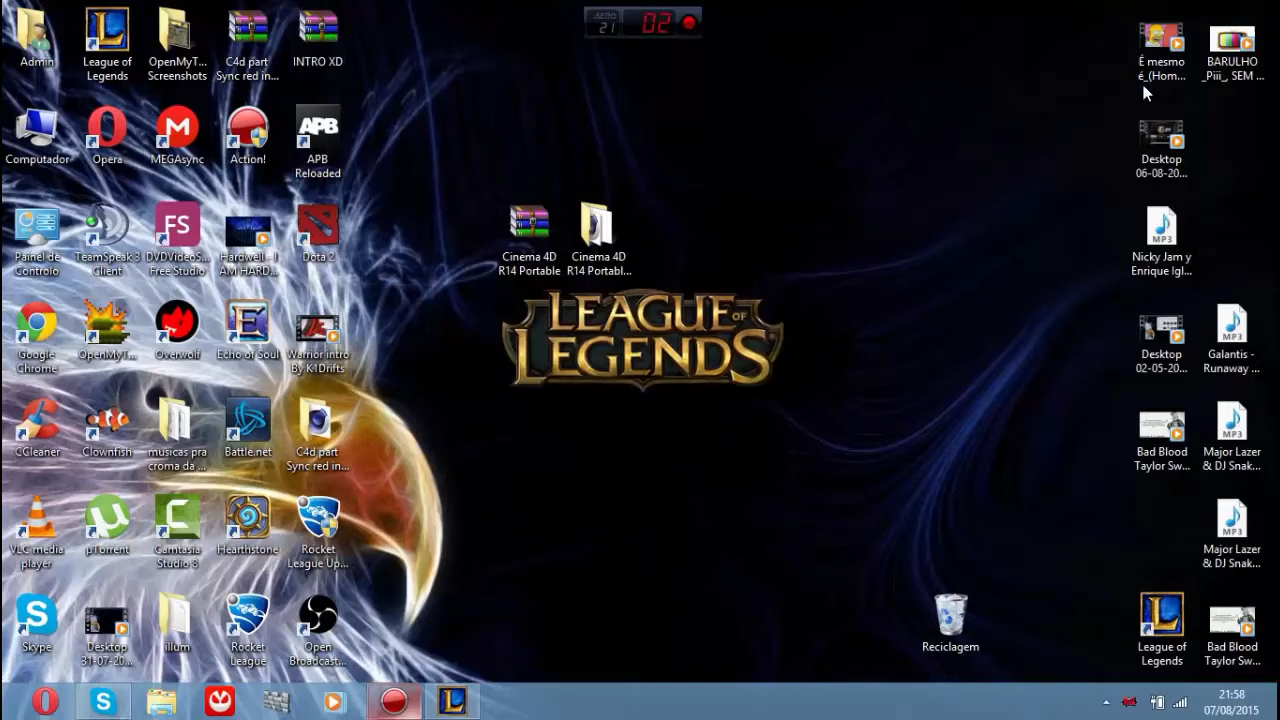 AERO
21
02
Admin
League of
Legends
OpenMyT...
Screenshots
C4d part
Sync red in...
INTRO XD
É mesmo
é_(Hom...
BARULHO
_Piii_, SEM ...
Computador
Opera
MEGAsync
Action!
APB
APB
Reloaded
Desktop
06-08-20...
Painel de
Controlo
TeamSpeak 3
Client
FS
DVDVideoS...
Free Studio
Hardwell - I
AM HARD...
Dota 2
Cinema 4D
R14 Portable
Cinema 4D
R14 Portabl...
MP3
Nicky Jam y
Enrique Igl...
LEAGUE OF
LEGENDS
Google
Chrome
OpenMyT...
Overwolf
Echo of Soul
Warrior intro
By K1Drifts
Desktop
02-05-20...
MP3
Galantis -
Runaway ...
CCleaner
Clownfish
musicas pra
croma da ...
Battle.net
C4d part
Sync red in...
Bad Blood
Taylor Sw...
MP3
Major Lazer
& DJ Snak...
VLC media
player
µTorrent
Camtasia
Studio 8
Hearthstone
Rocket
League Up...
MP3
Major Lazer
& DJ Snak...
Skype
Desktop
31-07-20...
illum
Rocket
League
Open
Broadcast...
Reciclagem
League of
Legends
Bad Blood
Taylor Sw...
21:58
07/08/2015